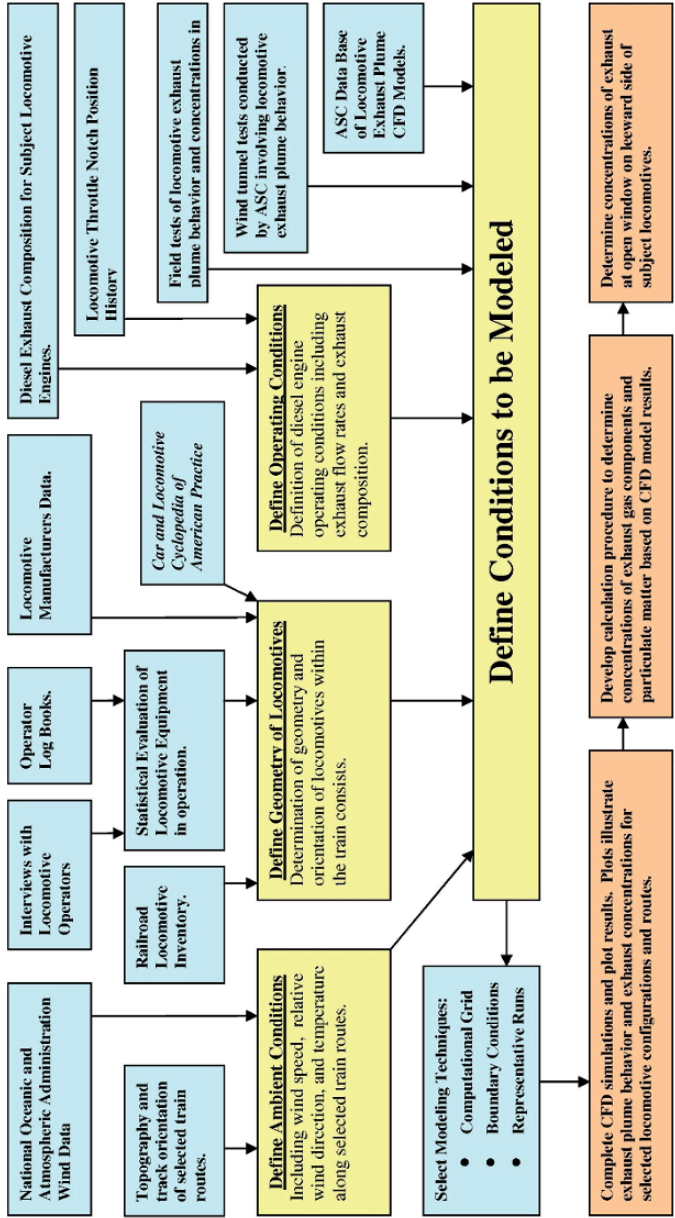 National Oceanic and
Atmospheric Administration
Wind Data
Interviews with
Locomotive
Operators
Operator
Log Books.
Locomotive
Manufacturers Data.
Diesel Exhaust Composition for Subject Locomotive
Engines.
Locomotive Throttle Notch Position
History
Topography and
track orientation
of selected train
routes.
Railroad
Locomotive
Inventory.
Statistical Evaluation of
Locomotive Equipment
in operation.
Car and Locomotive
Cyclopedia of
American Practice
Field tests of locomotive exhaust
plume behavior and concentrations in
Wind tunnel tests conducted
by ASC involving locomotive
exhaust plume behavior.
ASC Data Base
of Locomotive
Exhaust Plume
CFD Models.
Define Ambient Conditions
Including wind speed, relative
wind direction, and temperature
along selected train routes.
Define Geometry of Locomotives
Determination of geometry and
orientation of locomotives within
the train consists.
Define Operating Conditions
Definition of diesel engine
operating conditions including
exhaust flow rates and exhaust
composition.
Define Conditions to be Modeled
Select Modeling Techniques:
● Computational Grid
● Boundary Conditions
● Representative Runs
Complete CFD simulations and plot results. Plots illustrate
exhaust plume behavior and exhaust concentrations for
selected locomotive configurations and routes.
Develop calculation procedure to determine
concentrations of exhaust gas components and
particulate matter based on CFD model results.
Determine concentrations of exhaust
at open window on leeward side of
subject locomotives.